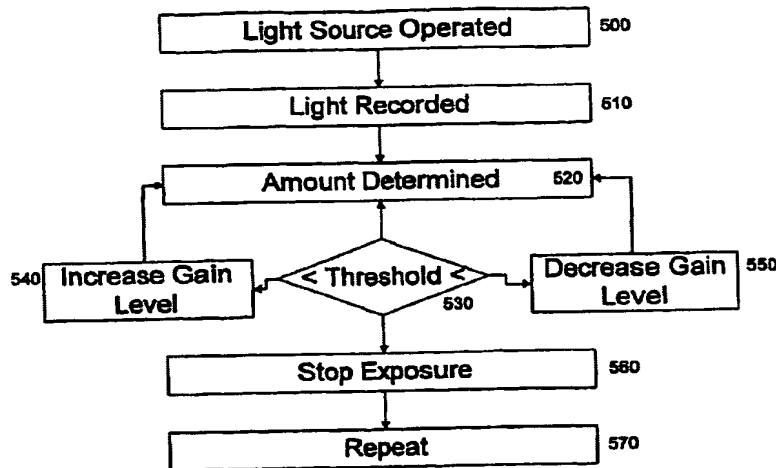 Light Source Operated 500
Light Recorded 510
Amount Determined 520
540 Increase Gain Level
< Threshold < 530
Decrease Gain Level 550
Stop Exposure 560
Repeat 570